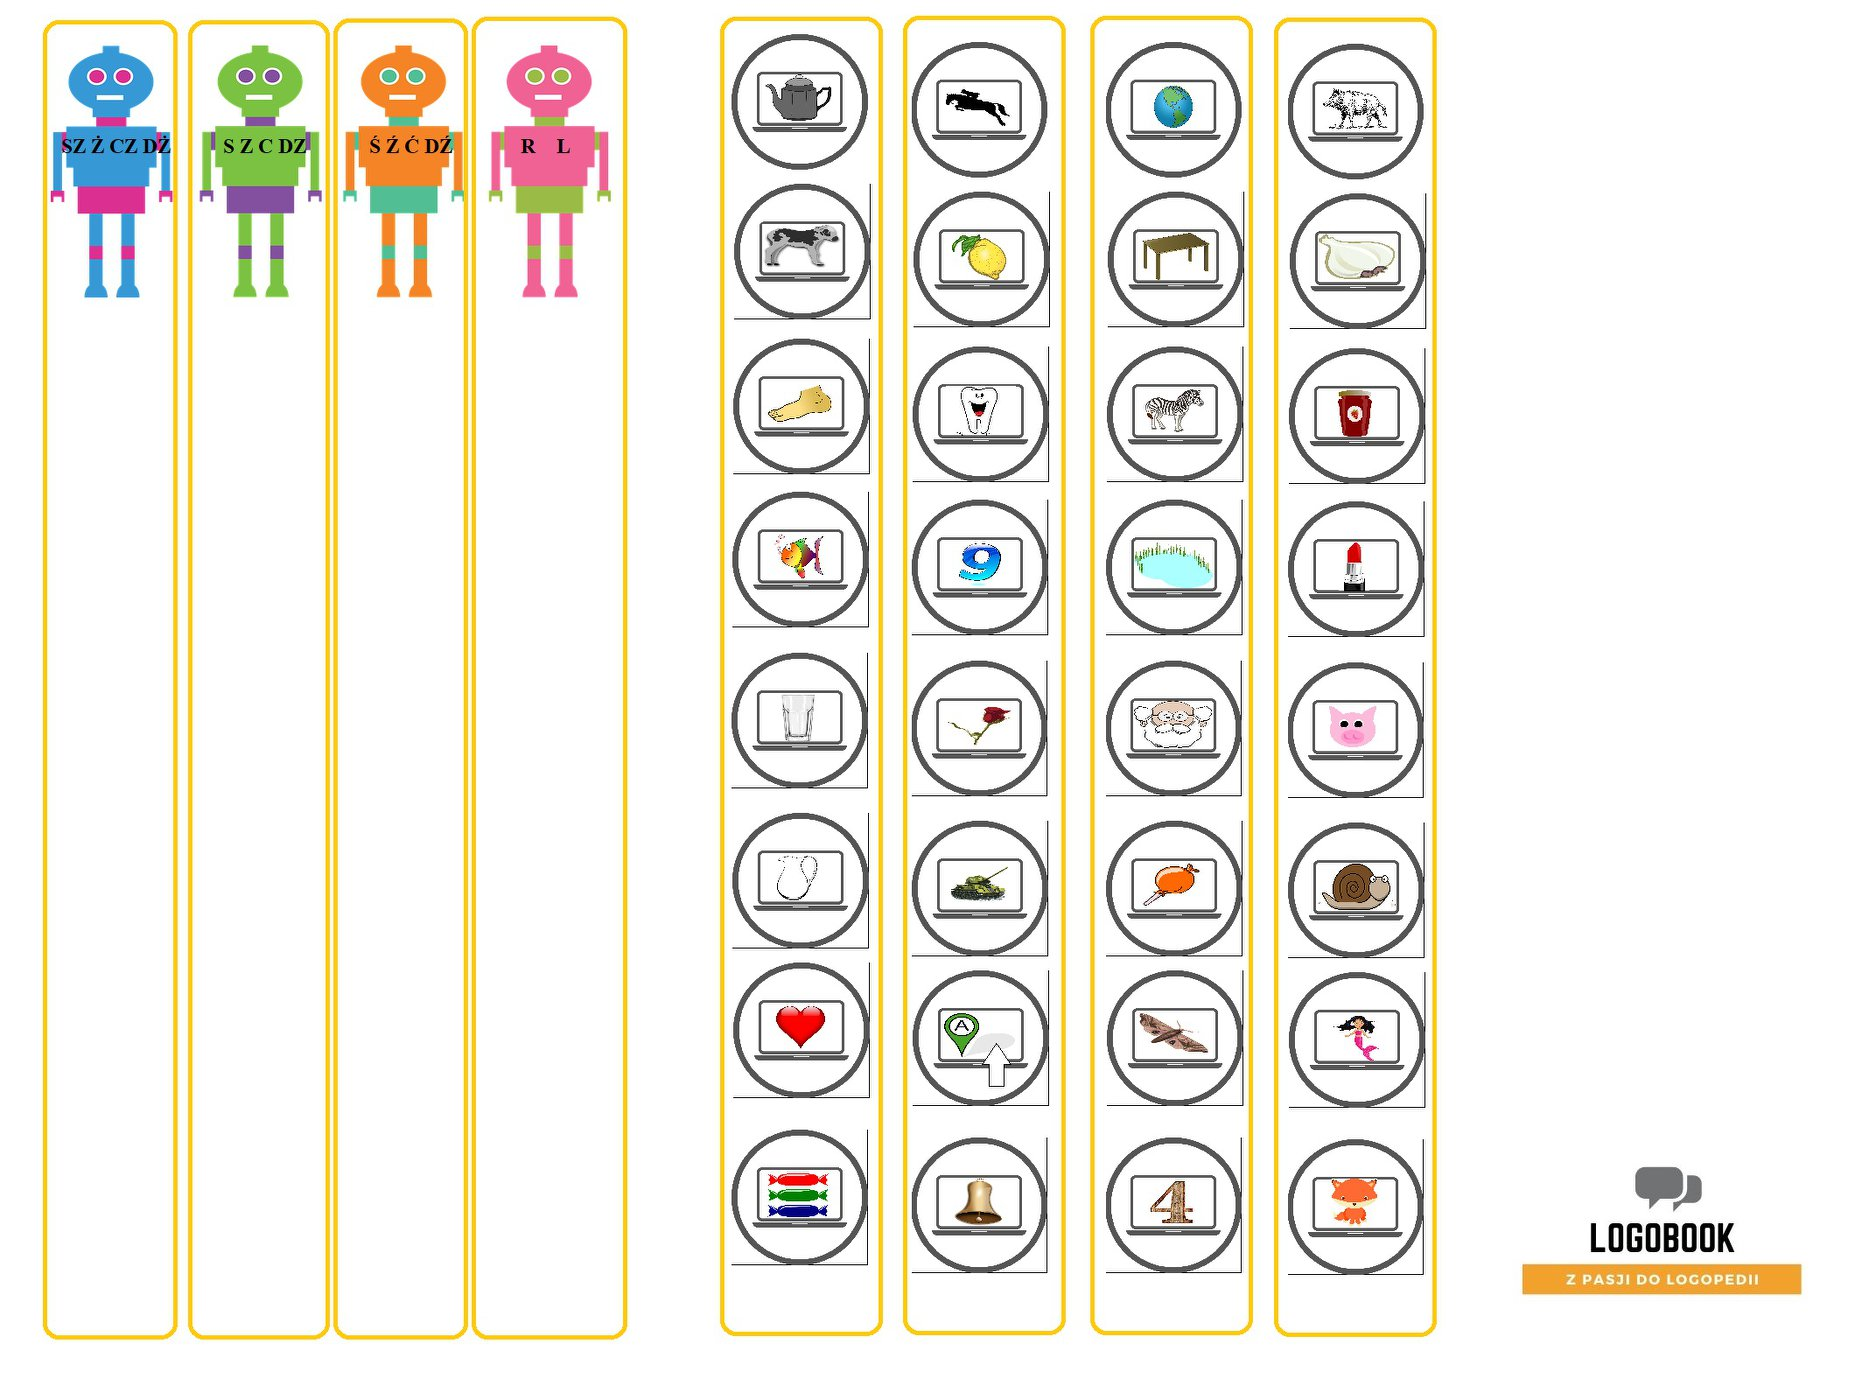 SZ Ż CZ DŻ
S Z C DZ
Ś Ź Ć DŹ
R L
9
A
4
LOGOBOOK
Z PASJI DO LOGOPEDII